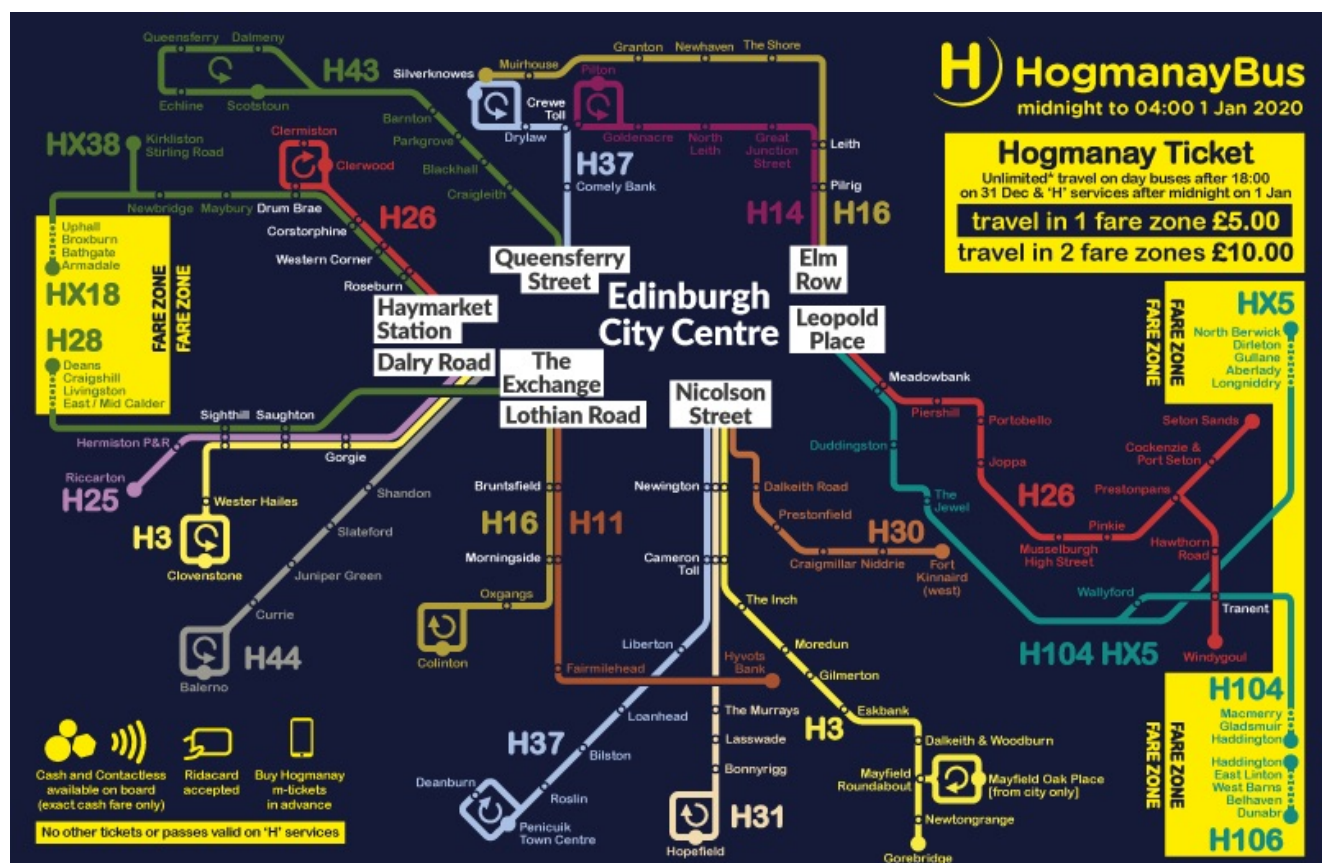 Queensferry
Dalmeny
H43
Echline
Scotstoun
Barnton
Parkgrove
Blackhall
Craigleith
HX38
Kirkliston
Stirling Road
Clermiston
Clerwood
Newbridge
Maybury
Drum Brae
H26
Corstorphine
Western Corner
Roseburn
Uphall
Broxburn
Bathgate
Armadale
HX18
FARE ZONE
FARE ZONE
H28
Deans
Craigshill
Livingston
East / Mid Calder
Silverknowes
Muirhouse
Granton
Newhaven
The Shore
Pilton
Crewe
Toll
Drylaw
Goldenacre
North
Leith
Great
Junction
Street
Leith
H37
Comely Bank
Pilrig
H14
H16
HogmanayBus
midnight to 04:00 1 Jan 2020
Hogmanay Ticket
Unlimited* travel on day buses after 18:00
on 31 Dec & 'H' services after midnight on 1 Jan
travel in 1 fare zone £5.00
travel in 2 fare zones £10.00
Queensferry
Street
Elm
Row
Edinburgh
City Centre
Haymarket
Station
Leopold
Place
Dalry Road
The
Exchange
Lothian Road
Nicolson
Street
FARE ZONE
FARE ZONE
HX5
North Berwick
Dirleton
Gullane
Aberlady
Longniddry
Meadowbank
Piershill
Portobello
Seton Sands
Cockenzie &
Port Seton
Duddingston
Joppa
Prestonpans
H26
The
Jewel
Pinkie
Musselburgh
High Street
Hawthorn
Road
Wallyford
Tranent
Windygoul
H104 HX5
Sighthill
Saughton
Hermiston P&R
Gorgie
Riccarton
H25
Wester Hailes
H3
Clovenstone
Shandon
Slateford
Juniper Green
Currie
H44
Balerno
Bruntsfield
H16
H11
Morningside
Oxgangs
Colinton
Fairmilehead
Hyvots
Bank
Newington
Dalkeith Road
Prestonfield
H30
Cameron
Toll
Craigmillar
Niddrie
Fort
Kinnaird
(west)
The Inch
Liberton
Moredun
Gilmerton
Loanhead
The Murrays
H3
Eskbank
H37
Bilston
Lasswade
Dalkeith & Woodburn
Deanburn
Roslin
Bonnyrigg
Mayfield
Roundabout
Mayfield Oak Place
(from city only)
Penicuik
Town Centre
H31
Hopefield
Newtongrange
Gorebridge
FARE ZONE
FARE ZONE
H104
Macmerry
Gladsmuir
Haddington
Haddington
East Linton
West Barns
Belhaven
Dunabr
H106
Cash and Contactless
available on board
(exact cash fare only)
Ridacard
accepted
Buy Hogmanay
m-tickets
in advance
No other tickets or passes valid on 'H' services